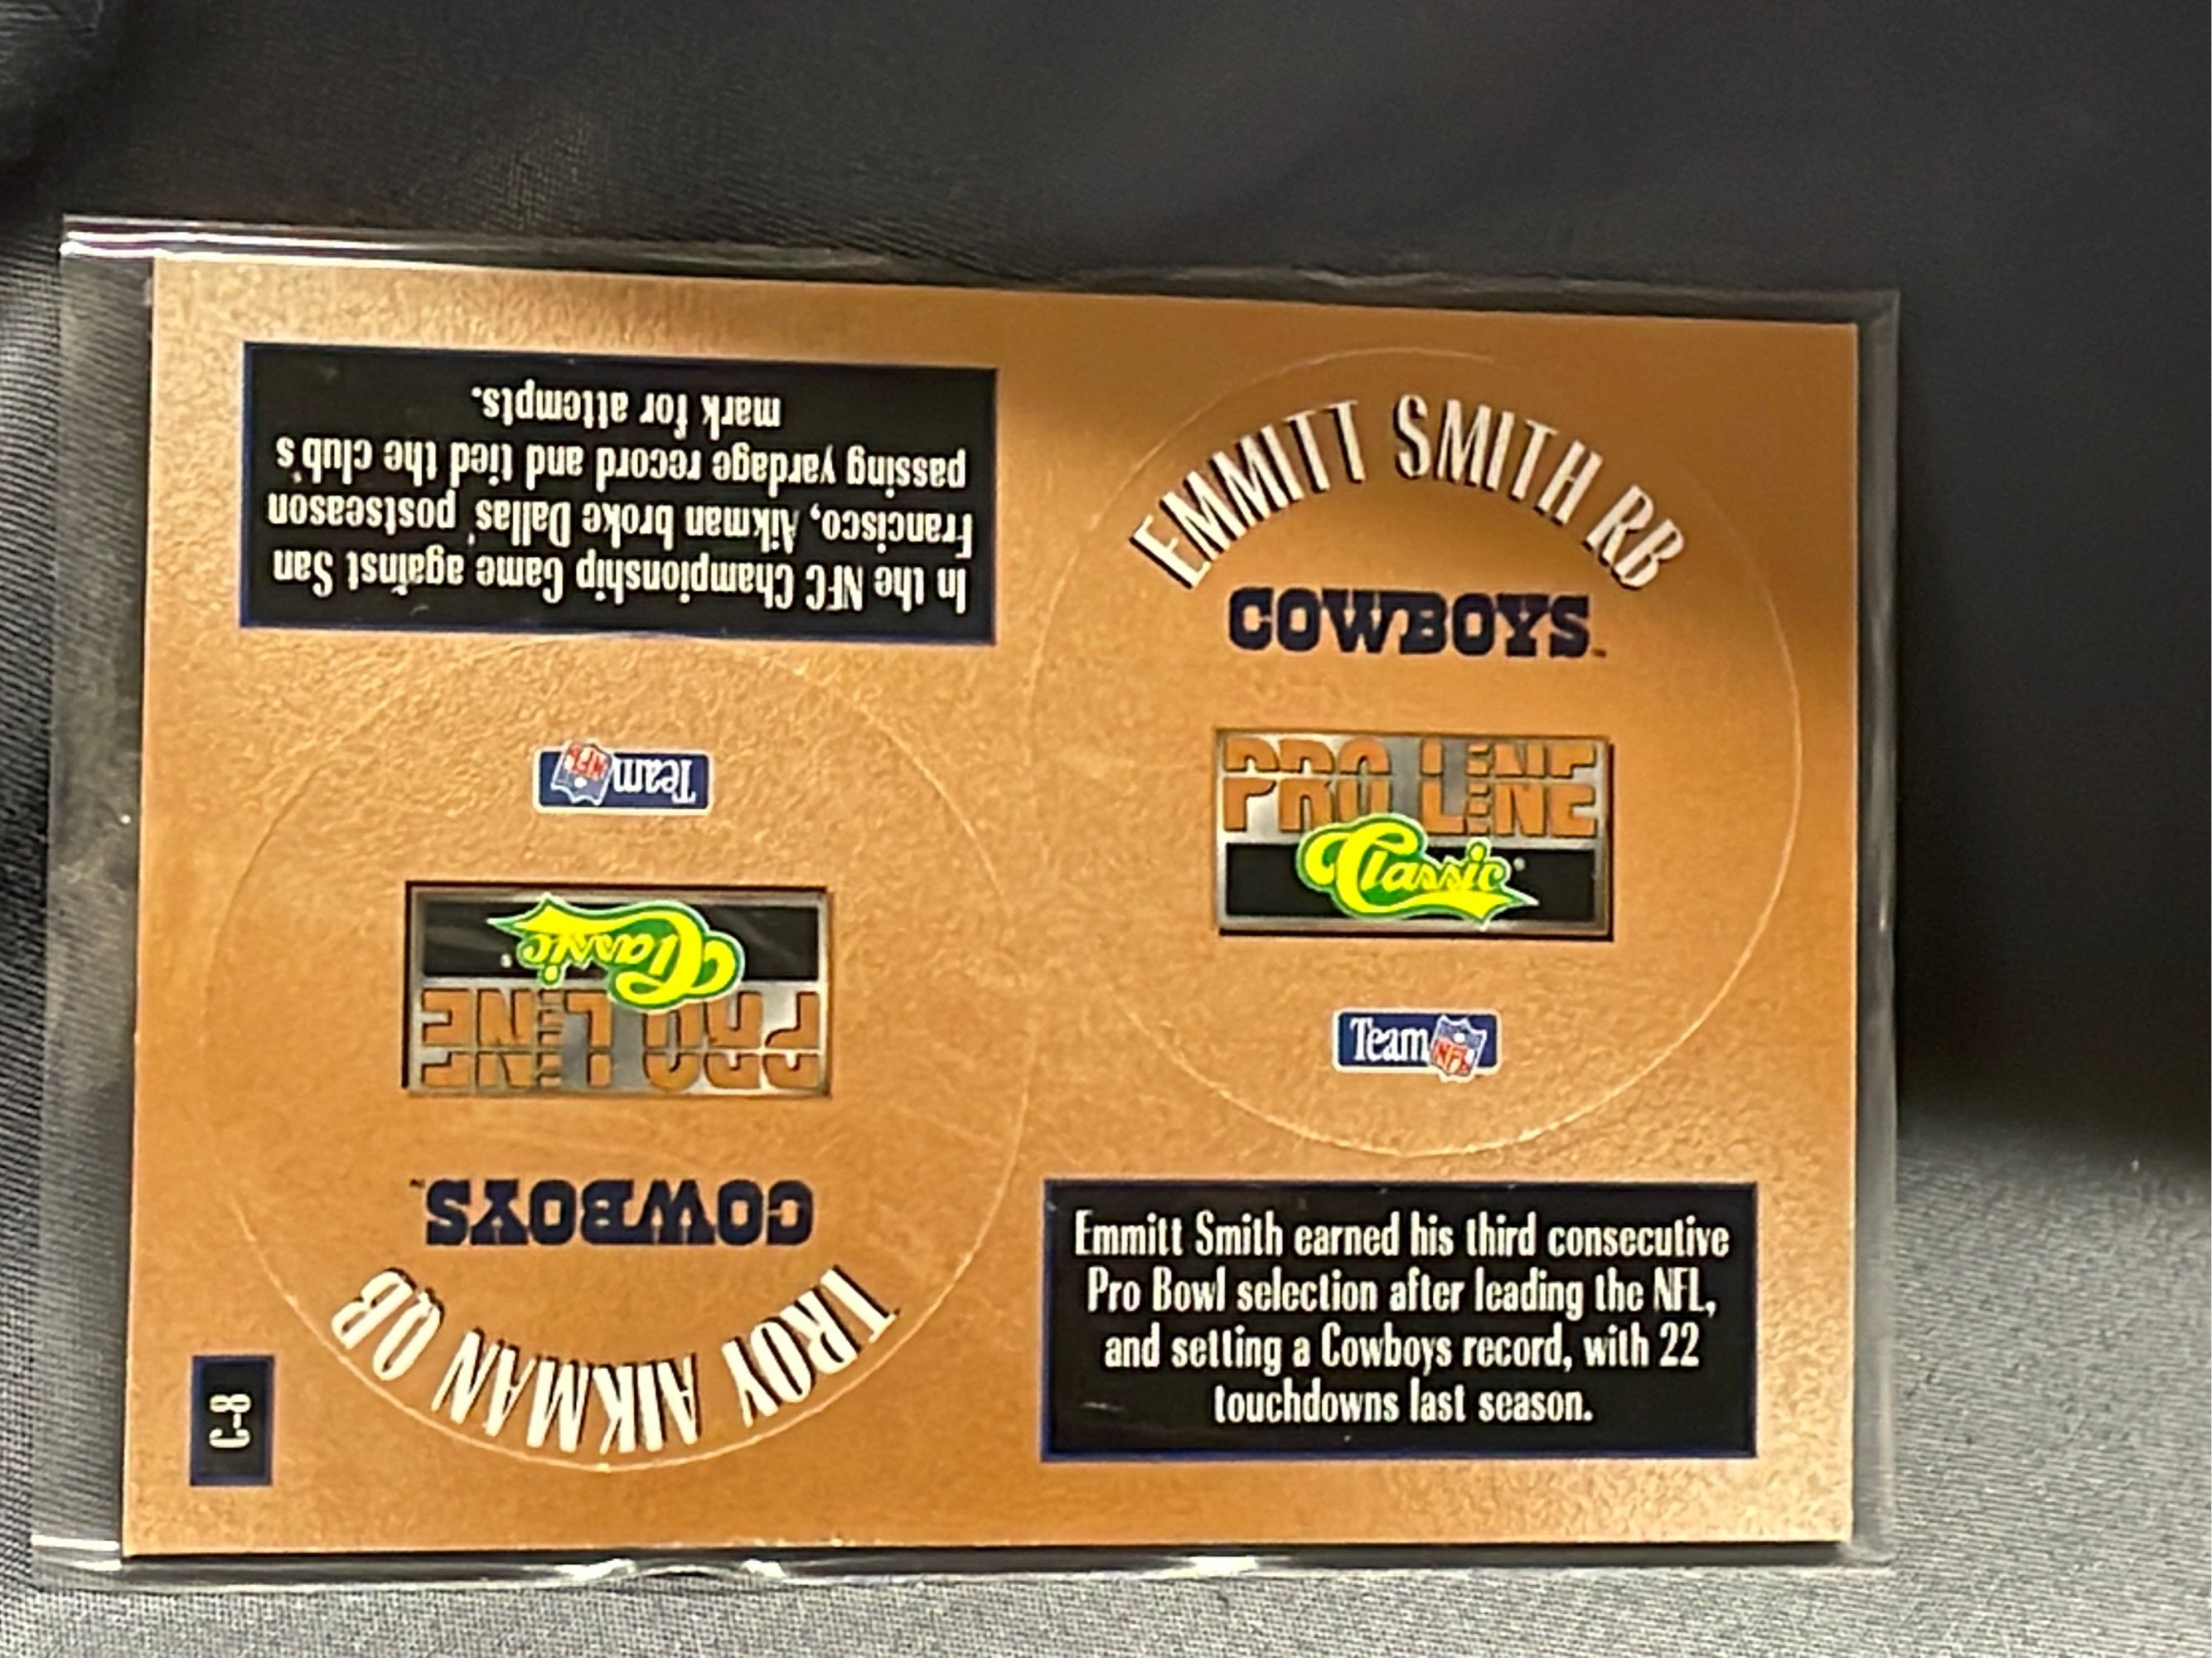 EMMITT SMITH RB
COWBOYS™
PRO LINE
Classic®
Team NFL
Emmitt Smith earned his third consecutive
Pro Bowl selection after leading the NFL,
and setting a Cowboys record, with 22
touchdowns last season.
TROY AIKMAN QB
COWBOYS™
PRO LINE
Classic®
Team NFL
In the NFC Championship Game against San
Francisco, Aikman broke Dallas' postseason
passing yardage record and tied the club's
mark for attempts.
C-8